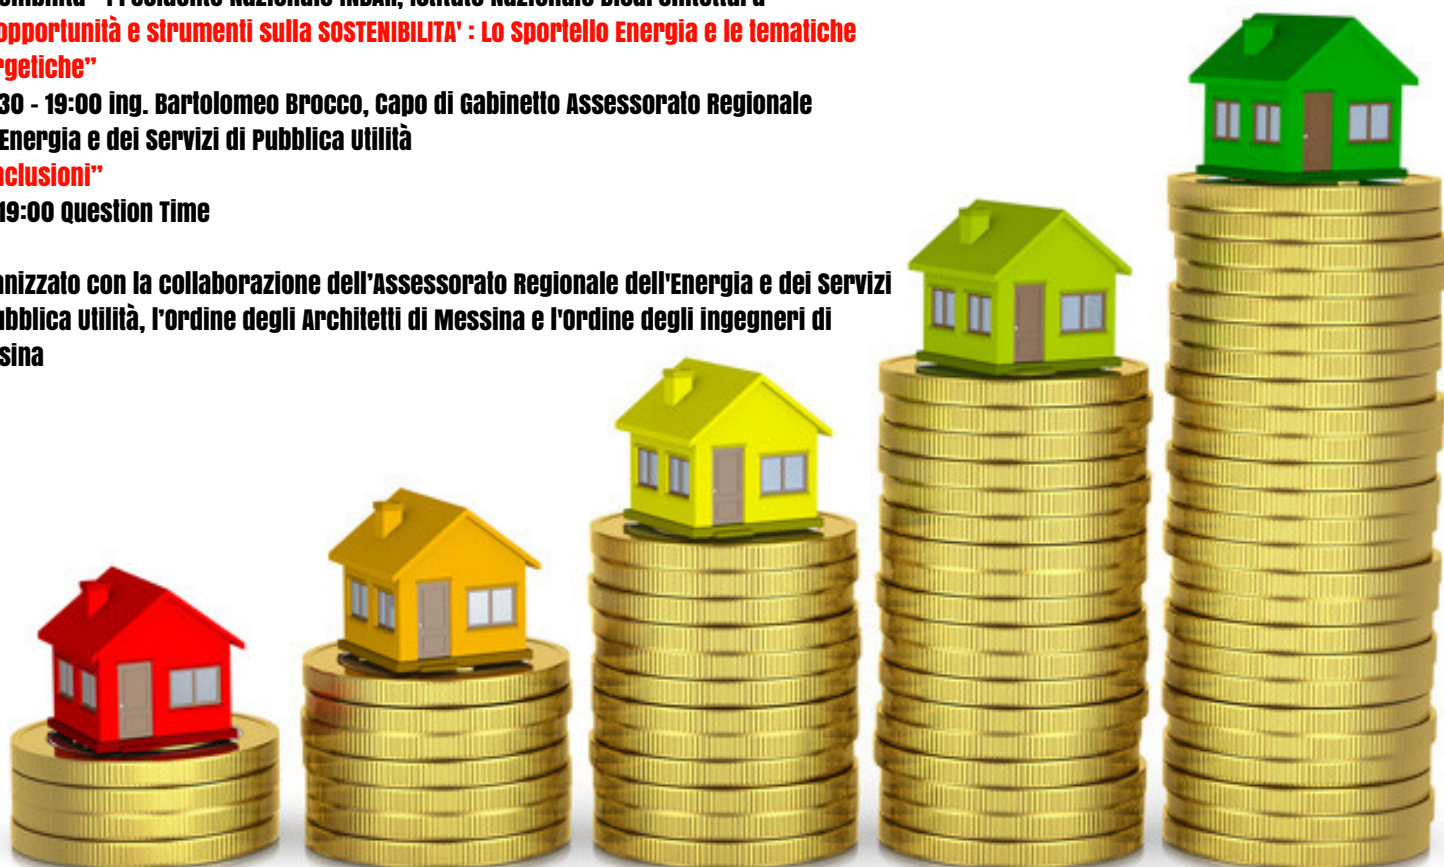 opportunità e strumenti sulla SOSTENIBILITA' : Lo Sportello Energia e le tematiche
rgetiche”
30 - 19:00 ing. Bartolomeo Brocco, Capo di Gabinetto Assessorato Regionale
Energia e dei Servizi di Pubblica Utilità
nclusioni”
19:00 Question Time
anizzato con la collaborazione dell’Assessorato Regionale dell'Energia e dei Servizi
ubblica Utilità, l’Ordine degli Architetti di Messina e l'Ordine degli ingegneri di
sina